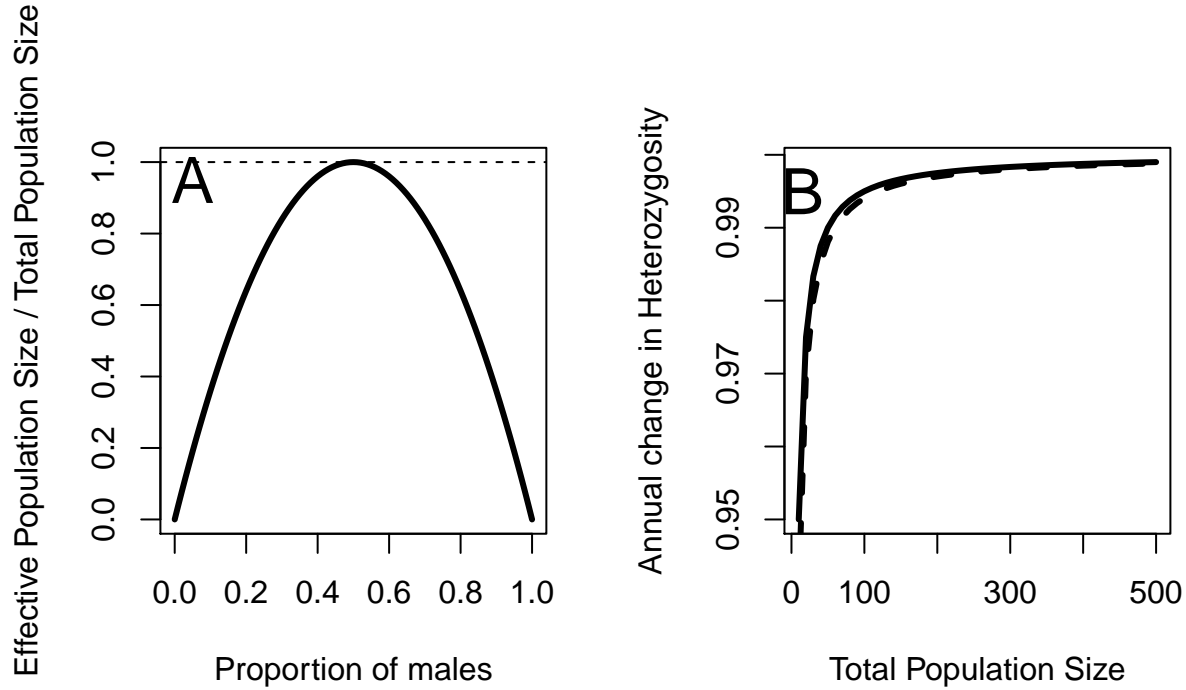 Effective Population Size / Total Population Size
1.0
0.8
0.6
0.4
0.2
0.0
A
0.0 0.2 0.4 0.6 0.8 1.0
Proportion of males
Annual change in Heterozygosity
0.99
0.97
0.95
B
0 100 300 500
Total Population Size